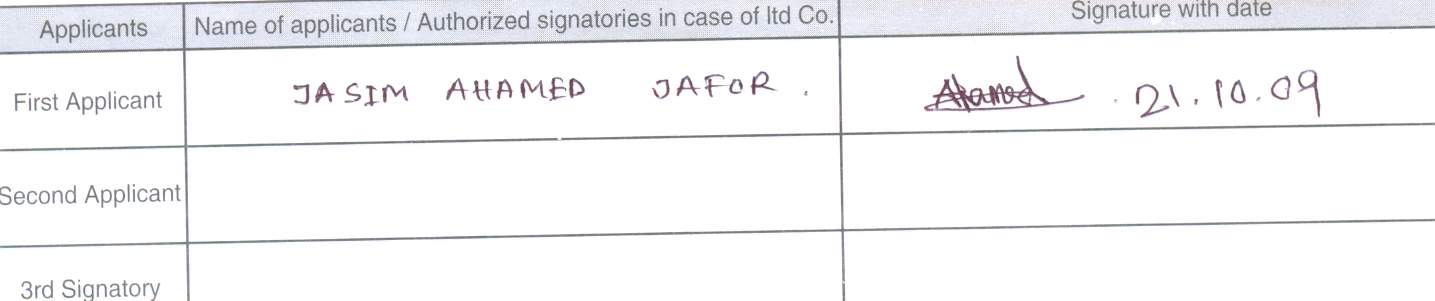 Applicants Name of applicants / Authorized signatories in case of ltd Co. Signature with date
First Applicant JASIM AHAMED JAFOR . Ahamed . 21.10.09
Second Applicant
3rd Signatory